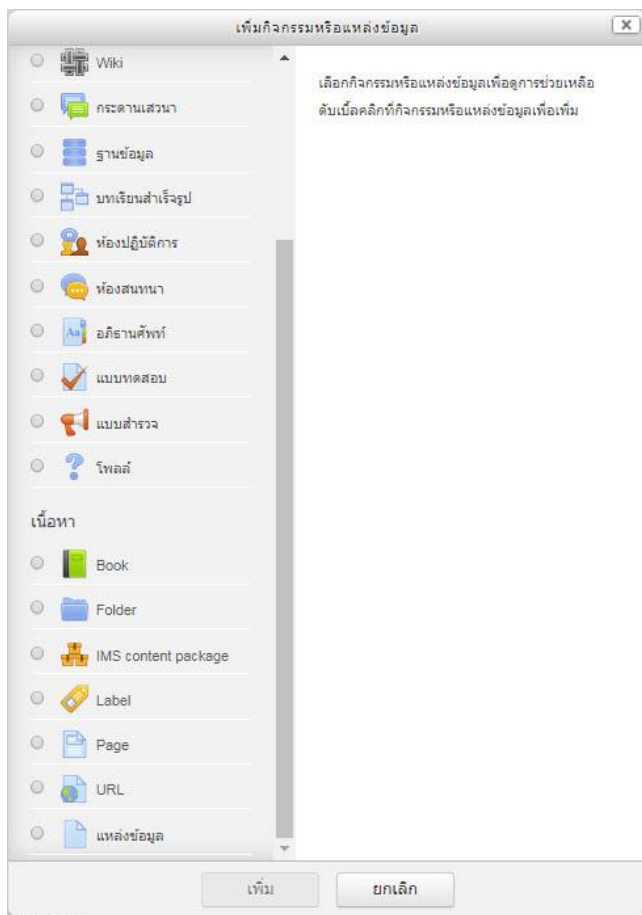 เพิ่มกิจกรรมหรือแหล่งข้อมูล
Wiki
กระดานเสวนา
ฐานข้อมูล
บทเรียนสำเร็จรูป
ห้องปฏิบัติการ
ห้องสนทนา
อภิธานศัพท์
แบบทดสอบ
แบบสำรวจ
โพลล์
เนื้อหา
Book
Folder
IMS content package
Label
Page
URL
แหล่งข้อมูล
เลือกกิจกรรมหรือแหล่งข้อมูลเพื่อดูการช่วยเหลือ
ดับเบิ้ลคลิกที่กิจกรรมหรือแหล่งข้อมูลเพื่อเพิ่ม
เพิ่ม
ยกเลิก